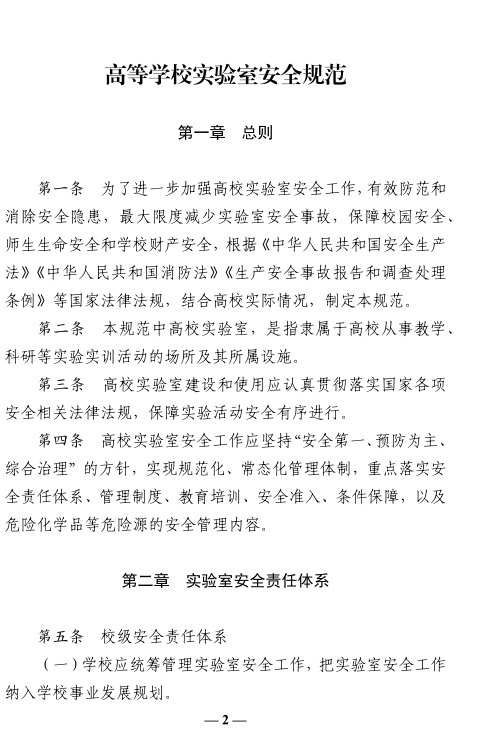 高等学校实验室安全规范
第一章　总则
第一条　为了进一步加强高校实验室安全工作，有效防范和
消除安全隐患，最大限度减少实验室安全事故，保障校园安全、
师生生命安全和学校财产安全，根据《中华人民共和国安全生产
法》《中华人民共和国消防法》《生产安全事故报告和调查处理
条例》等国家法律法规，结合高校实际情况，制定本规范。
第二条　本规范中高校实验室，是指隶属于高校从事教学、
科研等实验实训活动的场所及其所属设施。
第三条　高校实验室建设和使用应认真贯彻落实国家各项
安全相关法律法规，保障实验活动安全有序进行。
第四条　高校实验室安全工作应坚持“安全第一、预防为主、
综合治理”的方针，实现规范化、常态化管理体制，重点落实安
全责任体系、管理制度、教育培训、安全准入、条件保障，以及
危险化学品等危险源的安全管理内容。
第二章　实验室安全责任体系
第五条　校级安全责任体系
（一）学校应统筹管理实验室安全工作，把实验室安全工作
纳入学校事业发展规划。
— 2 —